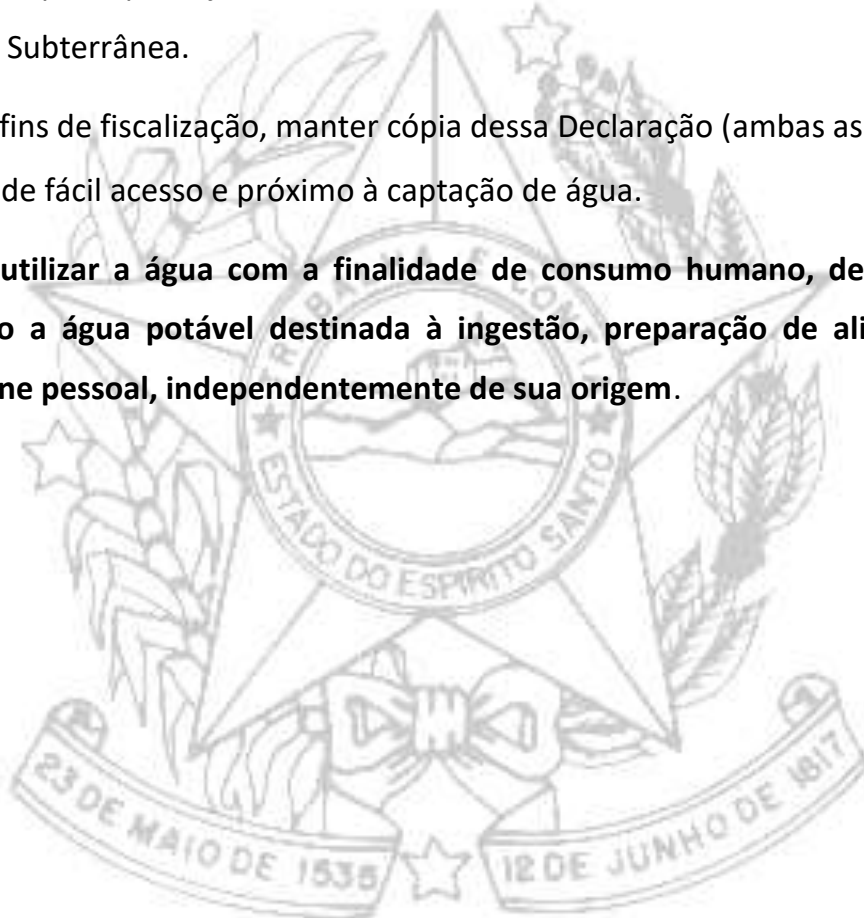 Subterrânea.
fins de fiscalização, manter cópia dessa Declaração (ambas as
de fácil acesso e próximo à captação de água.
utilizar a água com a finalidade de consumo humano, de
o a água potável destinada à ingestão, preparação de ali
ne pessoal, independentemente de sua origem.
TRABALHA E CONFIA
ESTADO DO ESPIRITO SANTO
23 DE MAIO DE 1535
12 DE JUNHO DE 1817